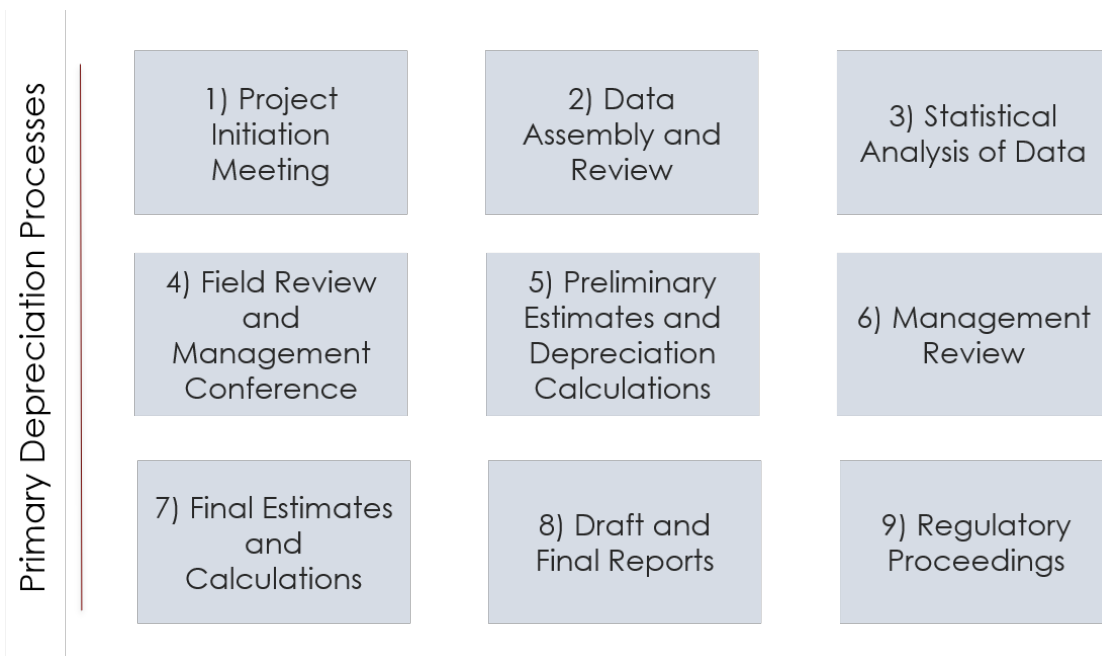 Primary Depreciation Processes
1) Project
Initiation
Meeting
2) Data
Assembly and
Review
3) Statistical
Analysis of Data
4) Field Review
and
Management
Conference
5) Preliminary
Estimates and
Depreciation
Calculations
6) Management
Review
7) Final Estimates
and
Calculations
8) Draft and
Final Reports
9) Regulatory
Proceedings